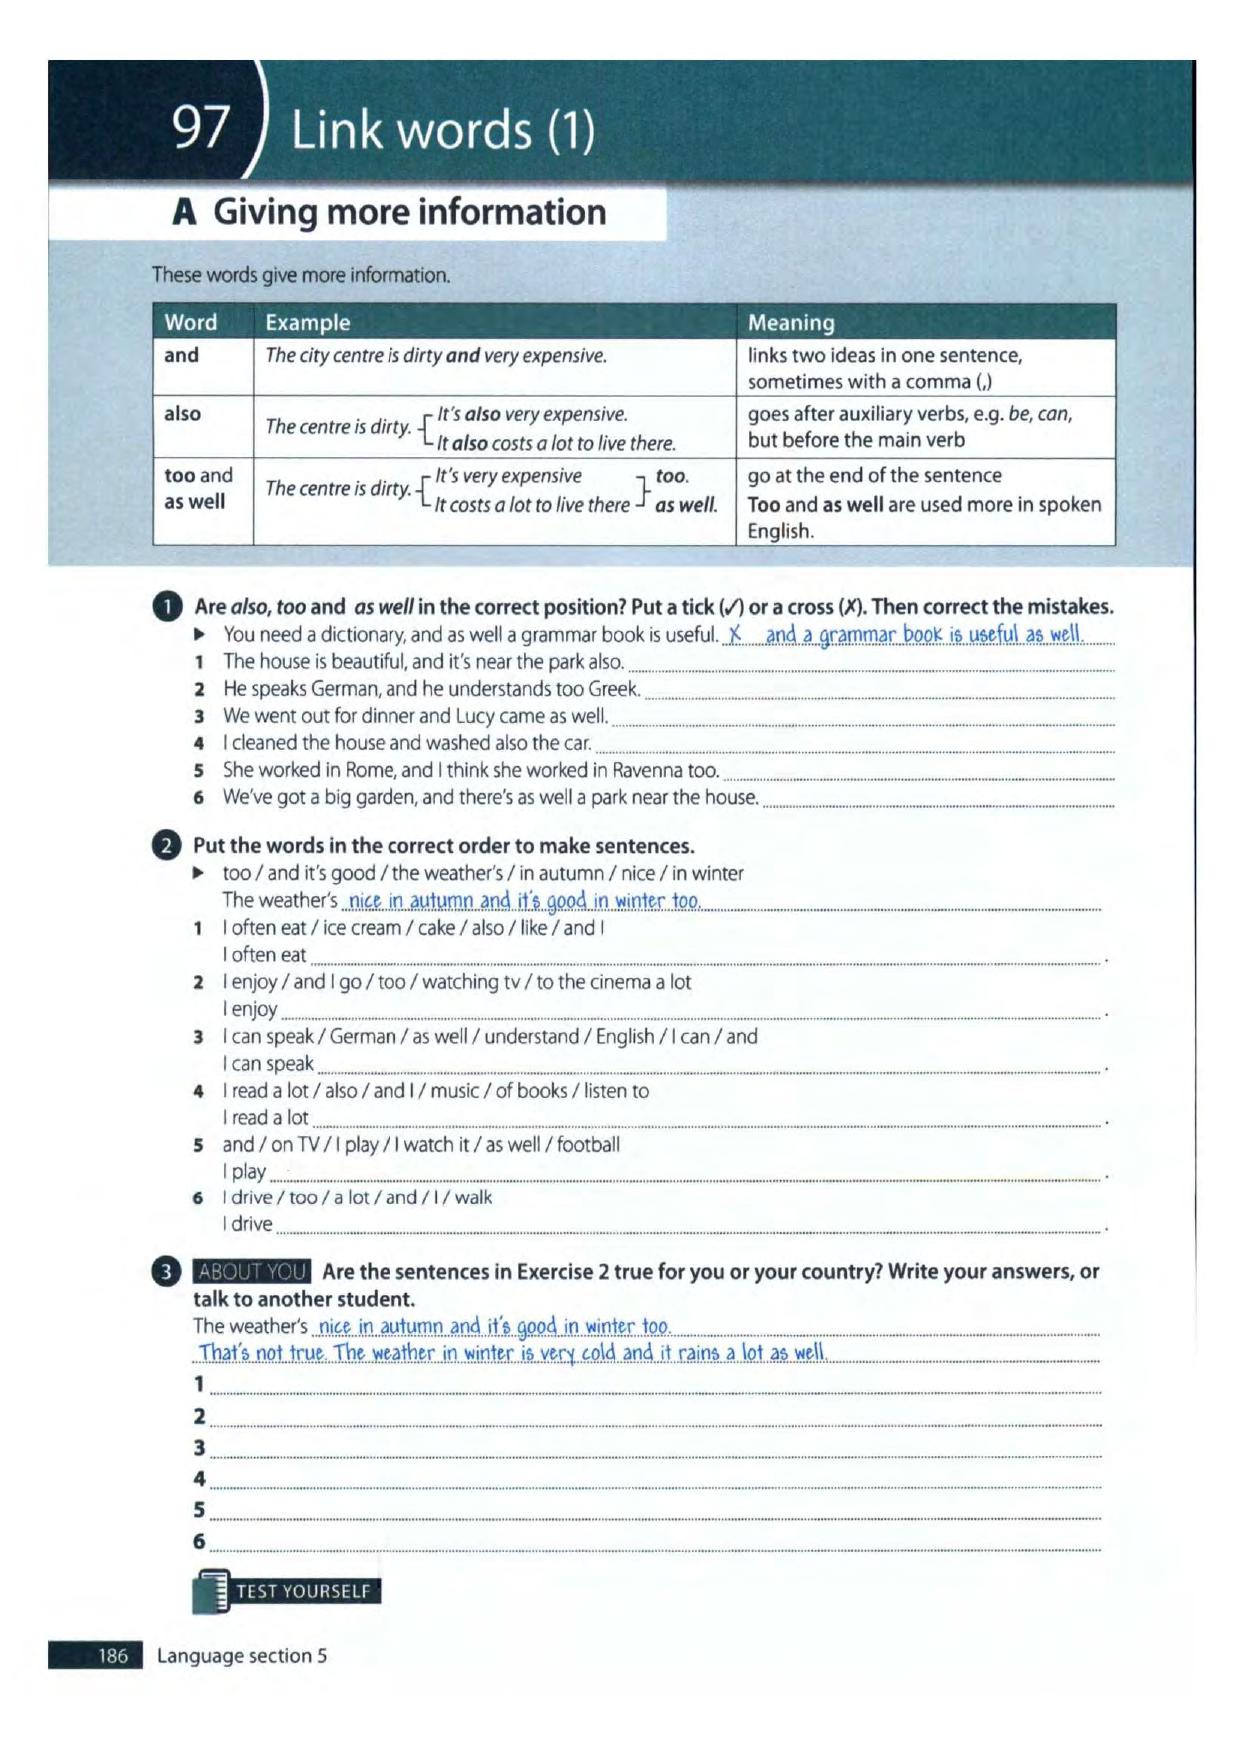 97 Link words (1)
A Giving more information
These words give more information.
Word Example Meaning
and The city centre is dirty and very expensive. links two ideas in one sentence,
sometimes with a comma (,)
also The centre is dirty. It's also very expensive. goes after auxiliary verbs, e.g. be, can,
It also costs a lot to live there. but before the main verb
too and The centre is dirty. It's very expensive too. go at the end of the sentence
as well It costs a lot to live there as well. Too and as well are used more in spoken
English.
1 Are also, too and as well in the correct position? Put a tick (✓) or a cross (✗). Then correct the mistakes.
► You need a dictionary, and as well a grammar book is useful. X and a grammar book is useful as well.
1 The house is beautiful, and it's near the park also.
2 He speaks German, and he understands too Greek.
3 We went out for dinner and Lucy came as well.
4 I cleaned the house and washed also the car.
5 She worked in Rome, and I think she worked in Ravenna too.
6 We've got a big garden, and there's as well a park near the house.
2 Put the words in the correct order to make sentences.
► too / and it's good / the weather's / in autumn / nice / in winter
The weather's nice in autumn and it's good in winter too.
1 I often eat / ice cream / cake / also / like / and I
I often eat .
2 I enjoy / and I go / too / watching tv / to the cinema a lot
I enjoy .
3 I can speak / German / as well / understand / English / I can / and
I can speak .
4 I read a lot / also / and I / music / of books / listen to
I read a lot .
5 and / on TV / I play / I watch it / as well / football
I play .
6 I drive / too / a lot / and / I / walk
I drive .
3 ABOUT YOU Are the sentences in Exercise 2 true for you or your country? Write your answers, or
talk to another student.
The weather's nice in autumn and it's good in winter too.
That's not true. The weather in winter is very cold and it rains a lot as well.
1
2
3
4
5
6
TEST YOURSELF
186 Language section 5